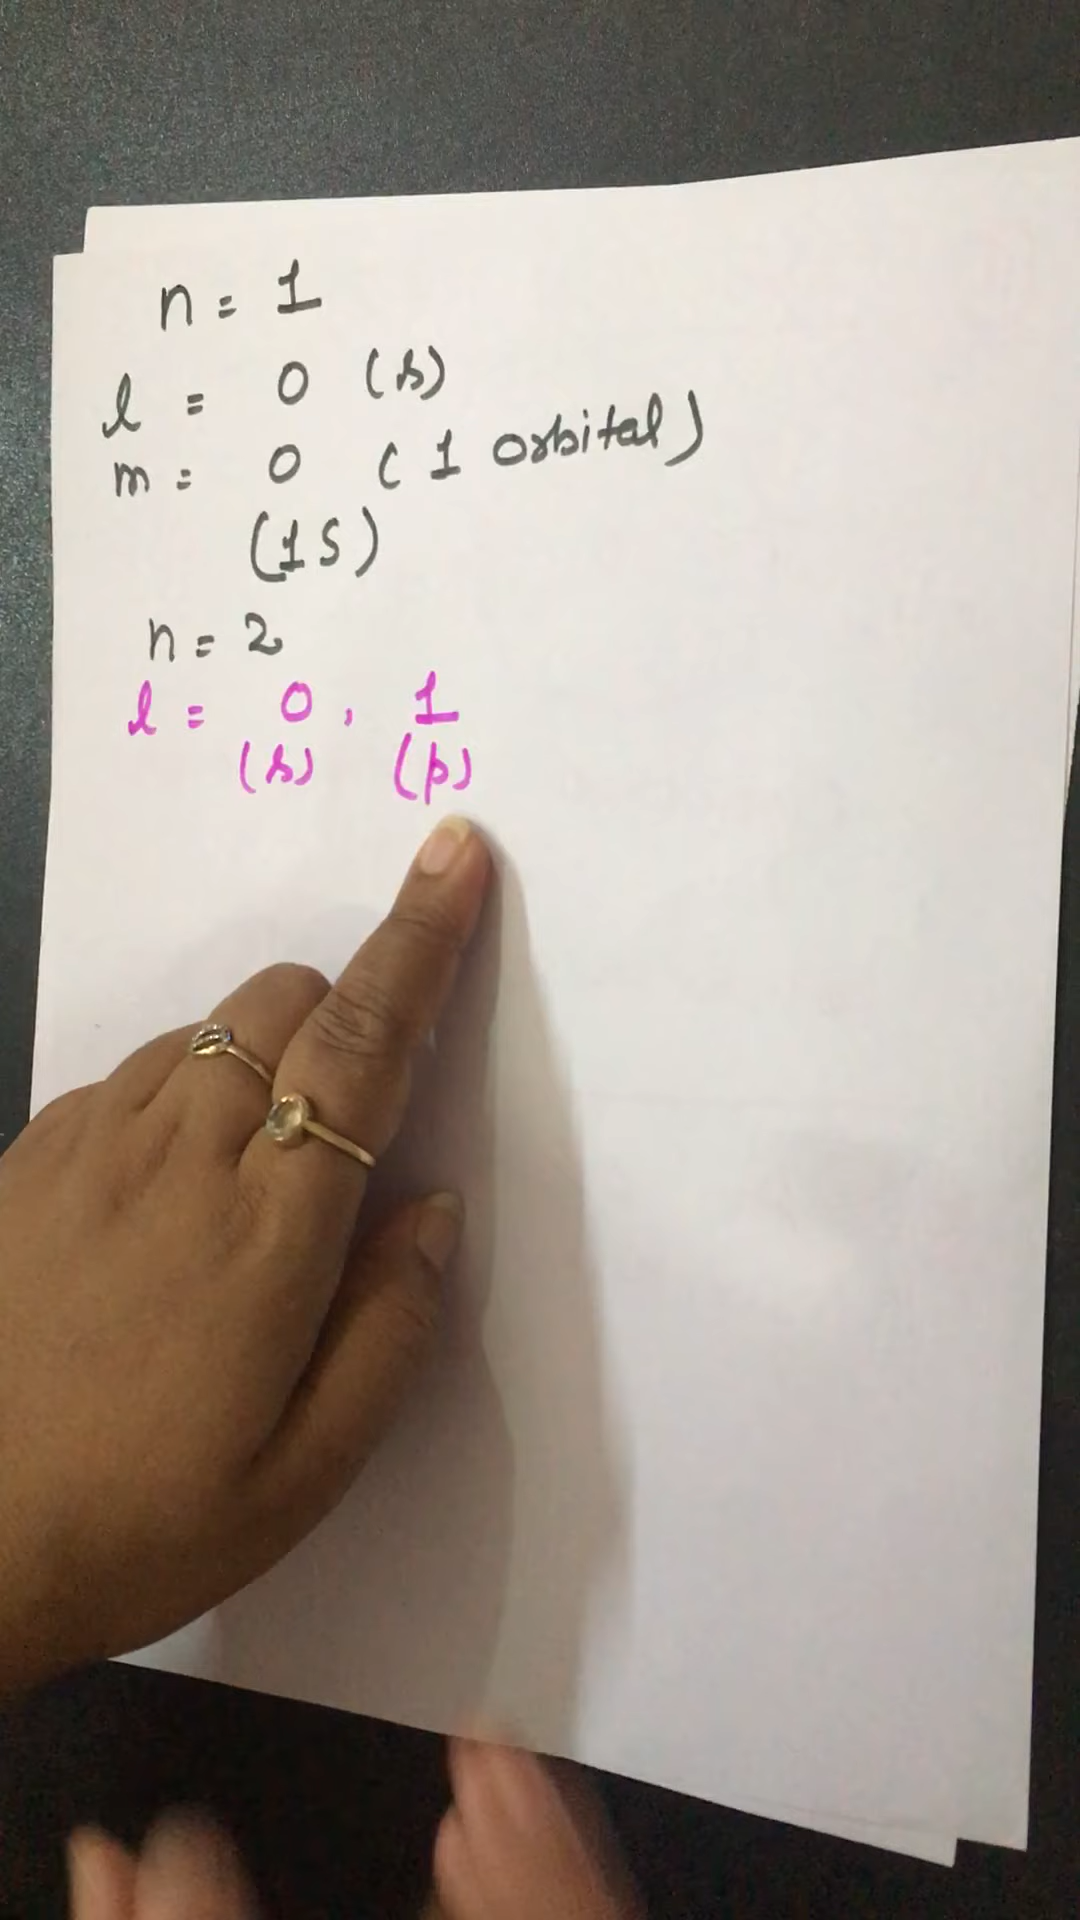 n = 1
l = 0 (s)
m = 0 (1 orbital)
(1S)
n = 2
l = 0, 1
(s) (p)